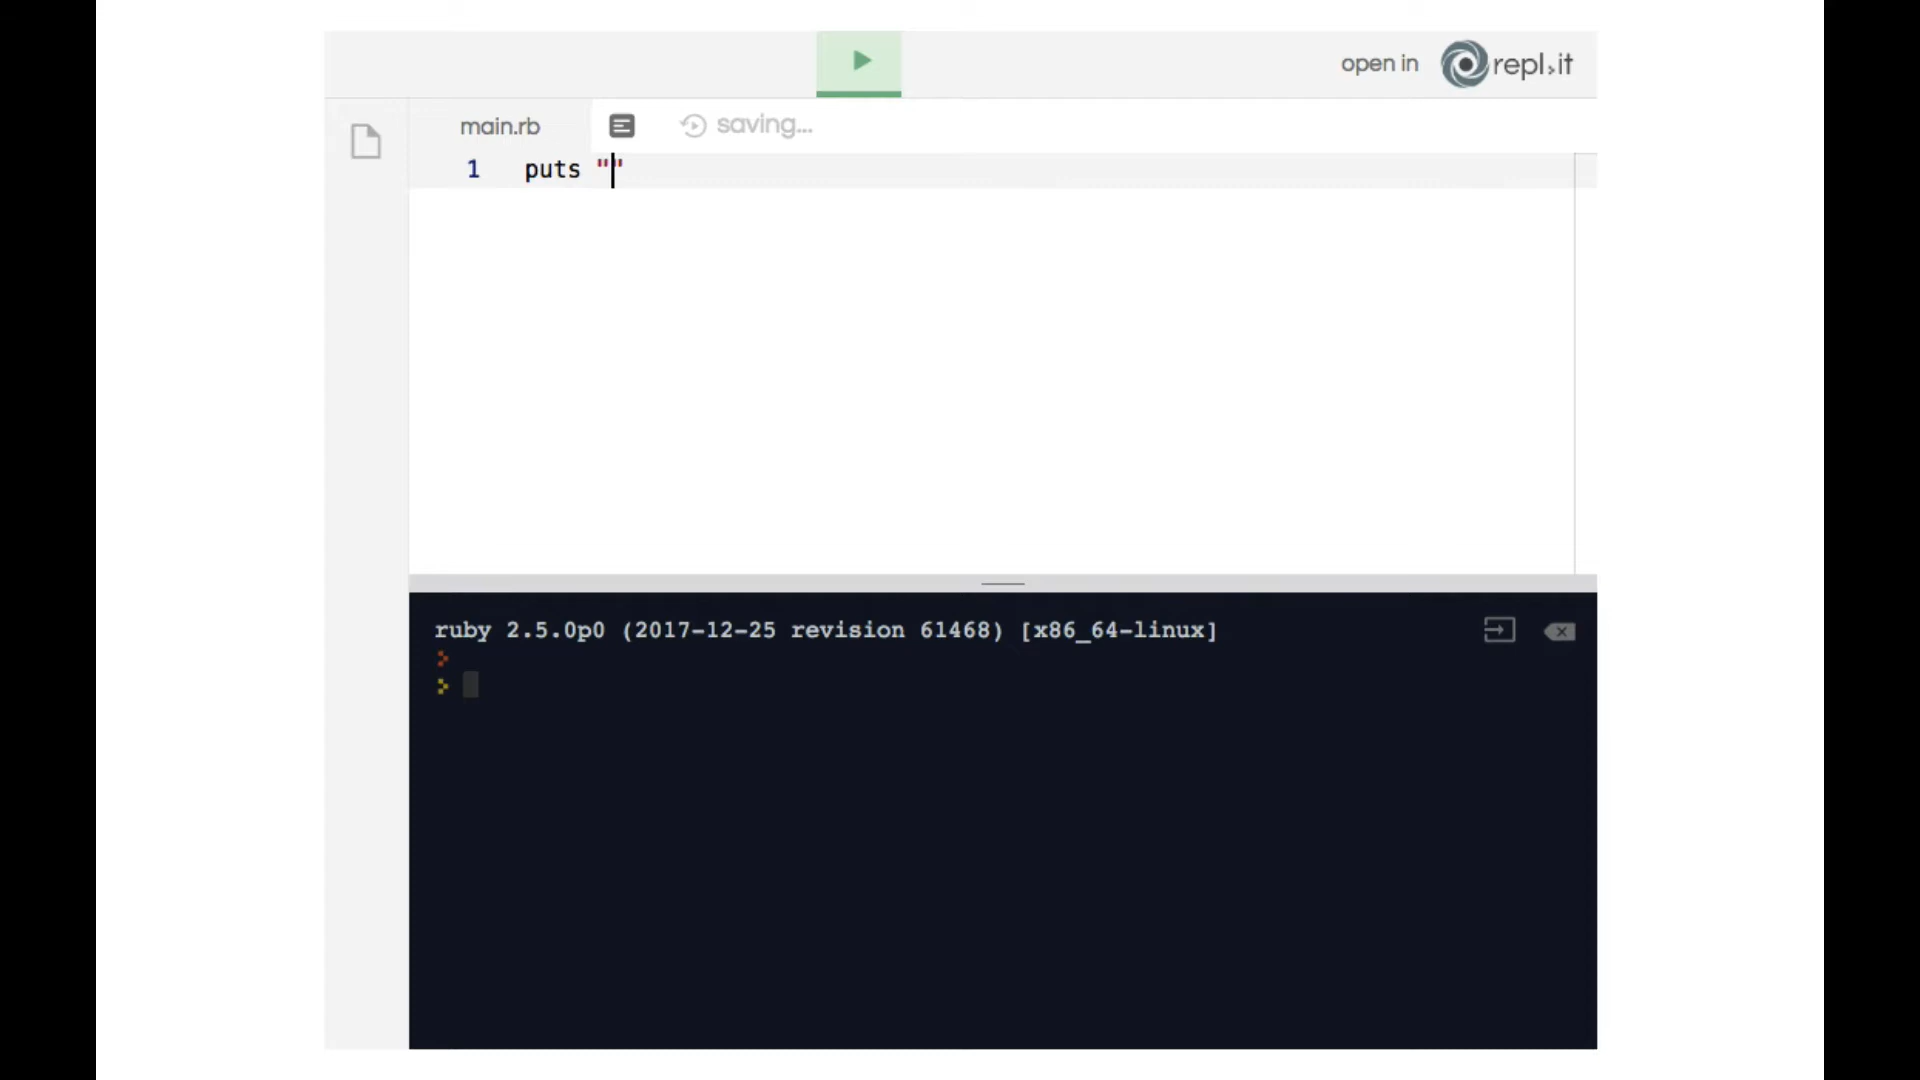 open in repl.it
main.rb saving...
1 puts ""
ruby 2.5.0p0 (2017-12-25 revision 61468) [x86_64-linux]
>
>